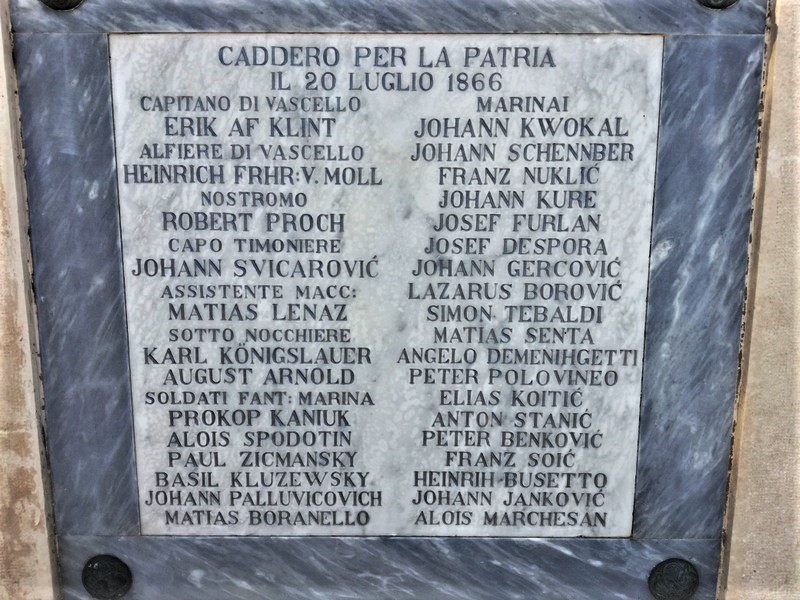 CADDERO PER LA PATRIA
IL 20 LUGLIO 1866
CAPITANO DI VASCELLO
ERIK AF KLINT
ALFIERE DI VASCELLO
HEINRICH FRHR: V. MOLL
NOSTROMO
ROBERT PROCH
CAPO TIMONIERE
JOHANN SVICAROVIĆ
ASSISTENTE MACC:
MATIAS LENAZ
SOTTO NOCCHIERE
KARL KÖNIGSLAUER
AUGUST ARNOLD
SOLDATI FANT: MARINA
PROKOP KANIUK
ALOIS SPODOTIN
PAUL ZICMANSKY
BASIL KLUZEWSKY
JOHANN PALLUVICOVICH
MATIAS BORANELLO
MARINAI
JOHANN KWOKAL
JOHANN SCHENNBER
FRANZ NUKLIĆ
JOHANN KURE
JOSEF FURLAN
JOSEF DESPORA
JOHANN GERCOVIĆ
LAZARUS BOROVIĆ
SIMON TEBALDI
MATIAS SENTA
ANGELO DEMENIHGETTI
PETER POLOVINEO
ELIAS KOITIĆ
ANTON STANIĆ
PETER BENKOVIĆ
FRANZ SOIĆ
HEINRIH BUSETTO
JOHANN JANKOVIĆ
ALOIS MARCHESAN